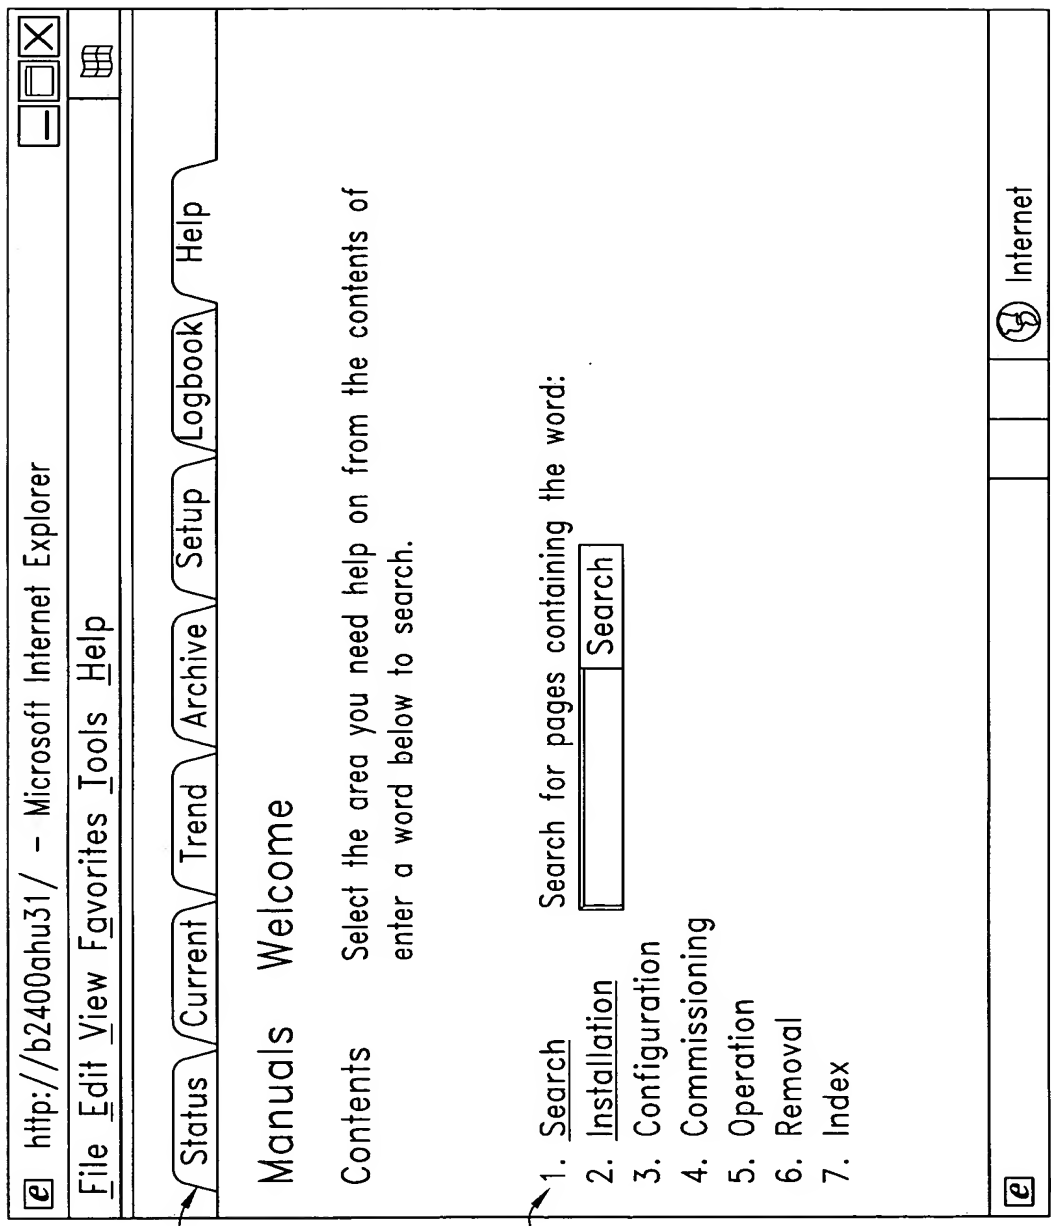 e http://b2400ahu31/ – Microsoft Internet Explorer
File Edit View Favorites Tools Help
Status Current Trend Archive Setup Logbook Help
Manuals Welcome
Contents Select the area you need help on from the contents of
enter a word below to search.
1. Search Search for pages containing the word:
2. Installation Search
3. Configuration
4. Commissioning
5. Operation
6. Removal
7. Index
e Internet